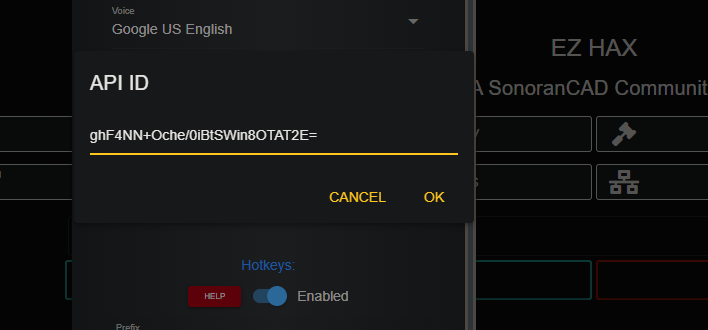 Voice
Google US English
EZ HAX
API ID
A SonoranCAD Communit
ghF4NN+Oche/0iBtSWin8OTAT2E=
CANCEL
OK
Hotkeys:
HELP
Enabled
Prefix